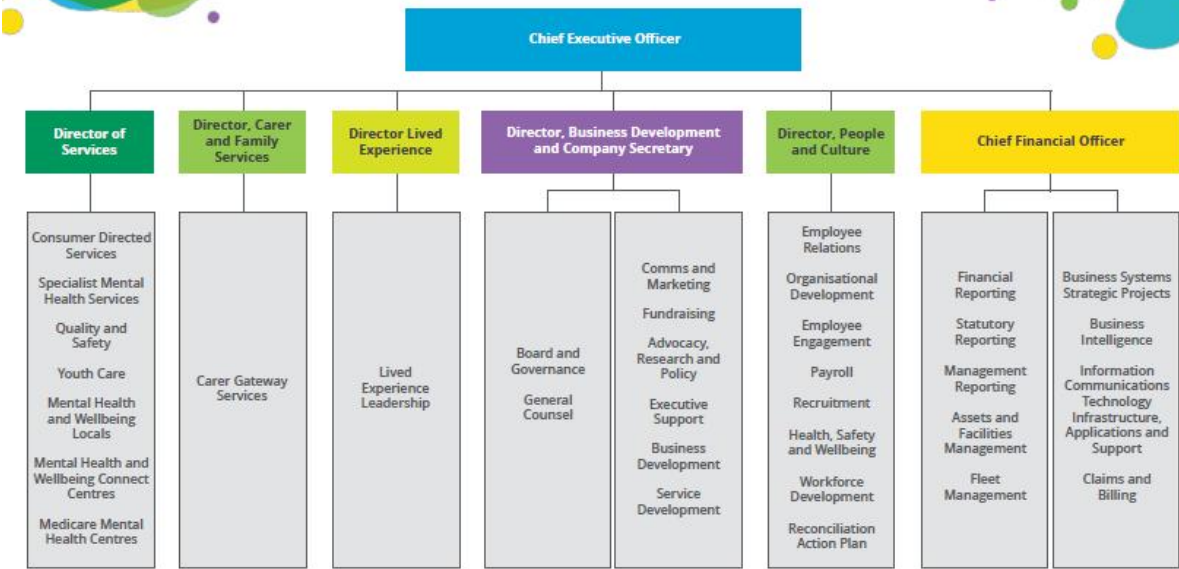 Chief Executive Officer
Director of
Services
Director, Carer
and Family
Services
Director Lived
Experience
Director, Business Development
and Company Secretary
Director, People
and Culture
Chief Financial Officer
Consumer Directed
Services
Specialist Mental
Health Services
Quality and
Safety
Youth Care
Mental Health
and Wellbeing
Locals
Mental Health and
Wellbeing Connect
Centres
Medicare Mental
Health Centres
Carer Gateway
Services
Lived
Experience
Leadership
Board and
Governance
General
Counsel
Comms and
Marketing
Fundraising
Advocacy,
Research and
Policy
Executive
Support
Business
Development
Service
Development
Employee
Relations
Organisational
Development
Employee
Engagement
Payroll
Recruitment
Health, Safety
and Wellbeing
Workforce
Development
Reconciliation
Action Plan
Financial
Reporting
Statutory
Reporting
Management
Reporting
Assets and
Facilities
Management
Fleet
Management
Business Systems
Strategic Projects
Business
Intelligence
Information
Communications
Technology
Infrastructure,
Applications and
Support
Claims and
Billing